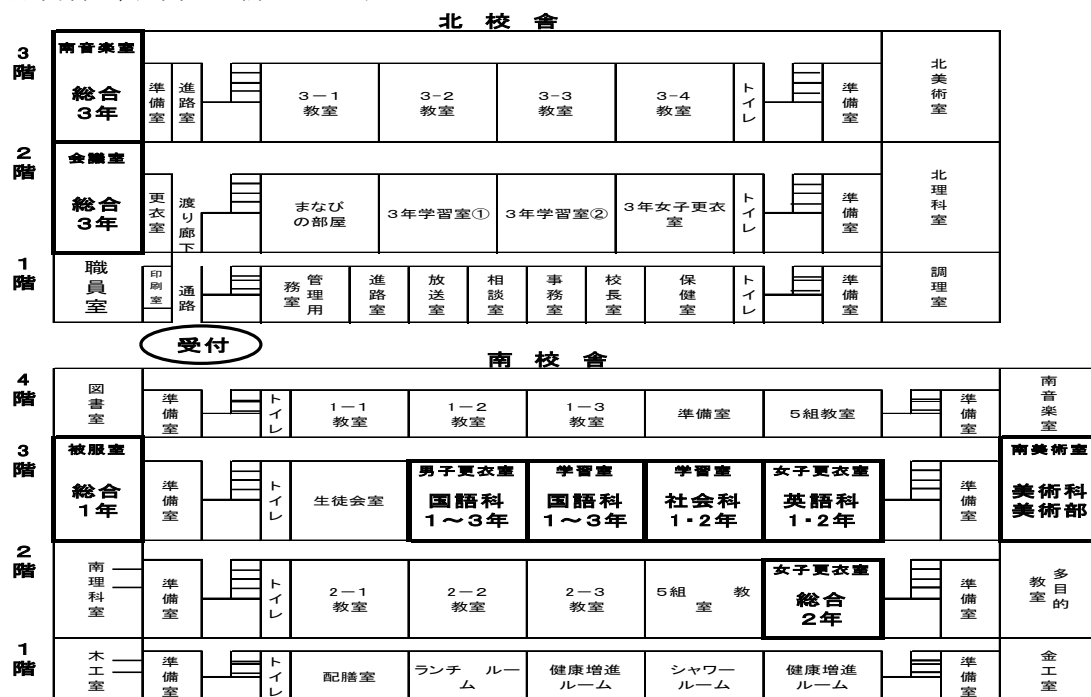 北 校 舎
3階
南音楽室
総合
3年
準備室
進路室
3－1
教室
3-2
教室
3-3
教室
3-4
教室
トイレ
準備室
北美術室
2階
会議室
総合
3年
更衣室
渡り廊下
まなび
の部屋
3年学習室①
3年学習室②
3年女子更衣
室
トイレ
準備室
北理科室
1階
職員室
印刷室
通路
管理用
務室
進路室
放送室
相談室
事務室
校長室
保健室
トイレ
準備室
調理室
受付
南 校 舎
4階
図書室
準備室
トイレ
1－1
教室
1－2
教室
1－3
教室
準備室
5組教室
準備室
南音楽室
3階
被服室
総合
1年
準備室
トイレ
生徒会室
男子更衣室
国語科
1～3年
学習室
国語科
1～3年
学習室
社会科
1・2年
女子更衣室
英語科
1・2年
準備室
南美術室
美術科
美術部
2階
南理科室
準備室
トイレ
2－1
教室
2－2
教室
2－3
教室
5組 教
室
女子更衣室
総合
2年
準備室
多目的
教室
1階
木工室
準備室
トイレ
配膳室
ランチ ルー
ム
健康増進
ルーム
シャワー
ルーム
健康増進
ルーム
準備室
金工室